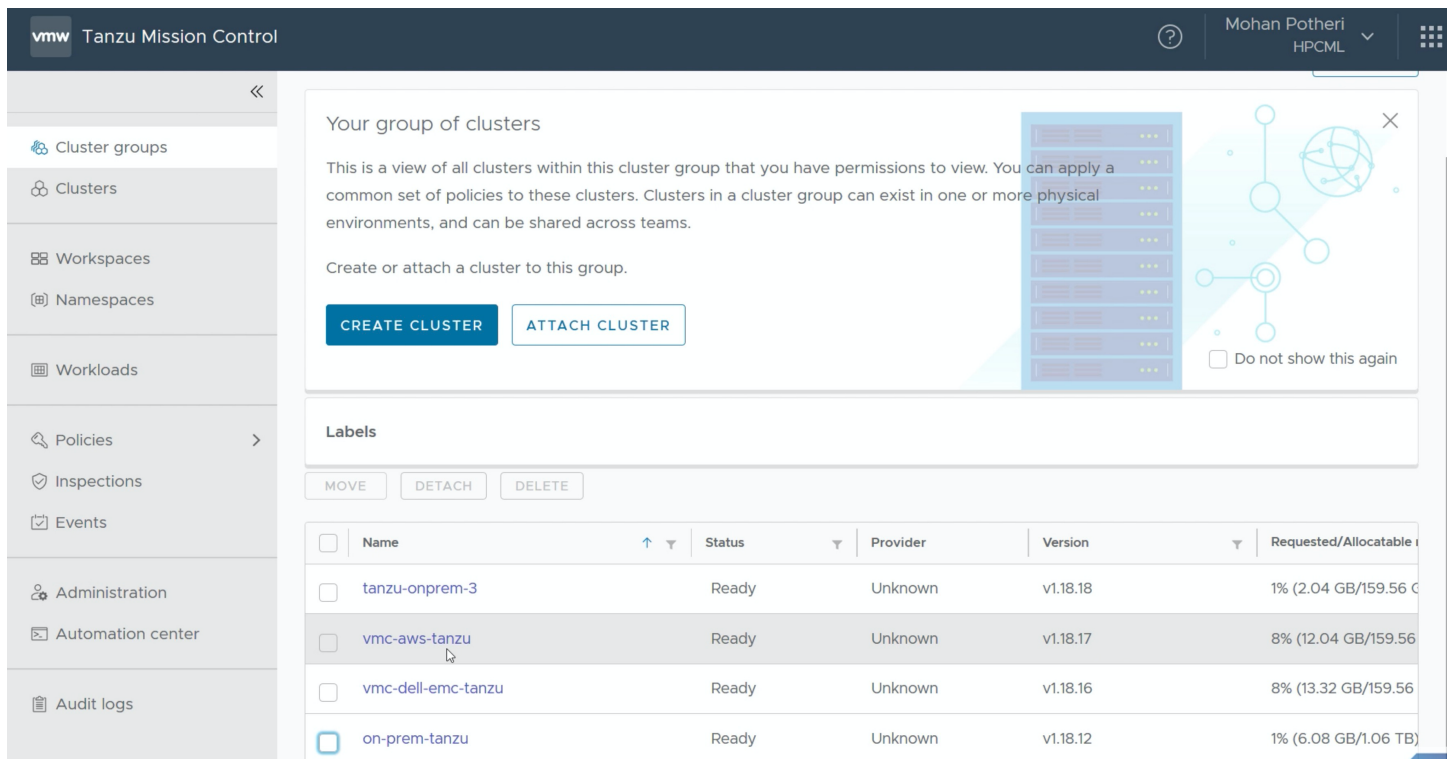 vmw Tanzu Mission Control
Mohan Potheri
HPCML
Cluster groups
Clusters
Workspaces
Namespaces
Workloads
Policies
Inspections
Events
Administration
Automation center
Audit logs
Your group of clusters
This is a view of all clusters within this cluster group that you have permissions to view. You can apply a
common set of policies to these clusters. Clusters in a cluster group can exist in one or more physical
environments, and can be shared across teams.
Create or attach a cluster to this group.
CREATE CLUSTER ATTACH CLUSTER
Do not show this again
Labels
MOVE DETACH DELETE
Name Status Provider Version Requested/Allocatable
tanzu-onprem-3 Ready Unknown v1.18.18 1% (2.04 GB/159.56
vmc-aws-tanzu Ready Unknown v1.18.17 8% (12.04 GB/159.56
vmc-dell-emc-tanzu Ready Unknown v1.18.16 8% (13.32 GB/159.56
on-prem-tanzu Ready Unknown v1.18.12 1% (6.08 GB/1.06 TB)